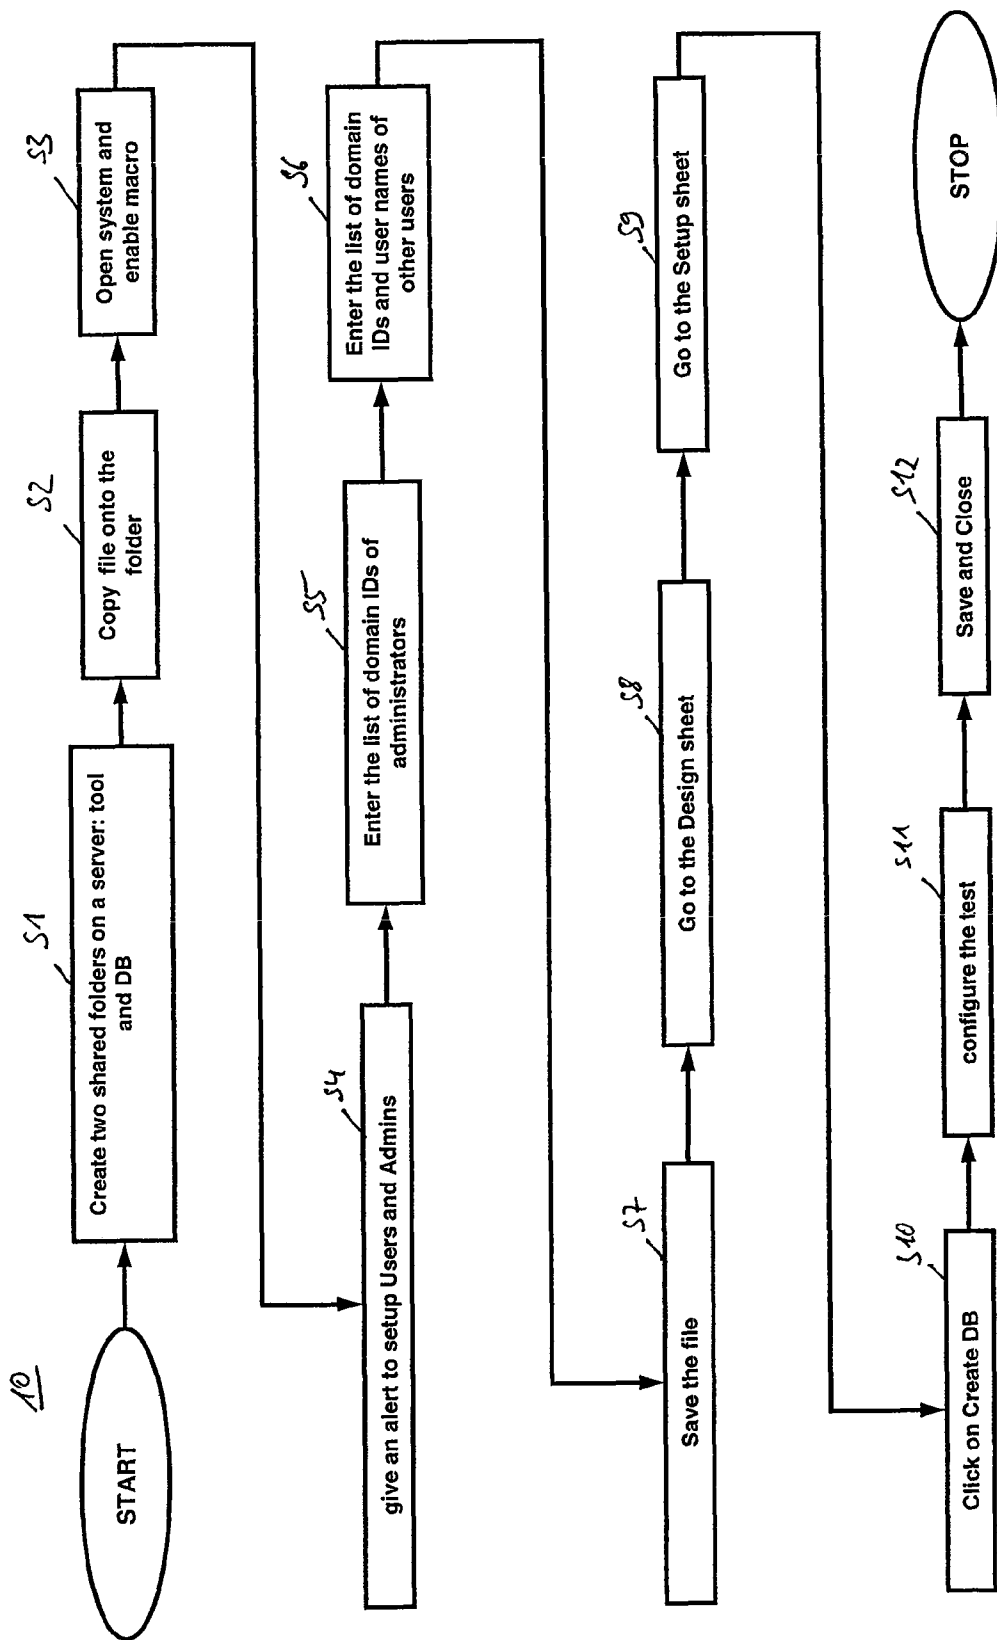 10
START
S1
Create two shared folders on a server: tool
and DB
S2
Copy file onto the
folder
S3
Open system and
enable macro
S4
give an alert to setup Users and Admins
S5
Enter the list of domain IDs of
administrators
S6
Enter the list of domain
IDs and user names of
other users
S7
Save the file
S8
Go to the Design sheet
S9
Go to the Setup sheet
S10
Click on Create DB
S11
configure the test
S12
Save and Close
STOP